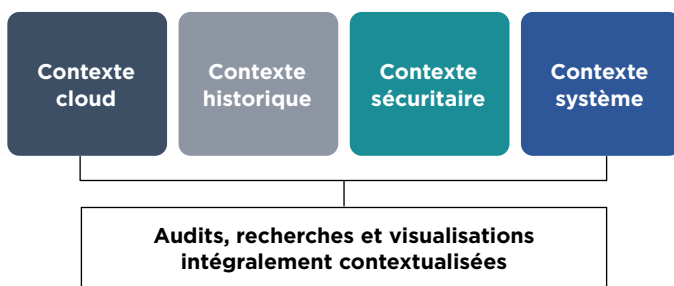 Contexte
cloud
Contexte
historique
Contexte
sécuritaire
Contexte
système
Audits, recherches et visualisations
intégralement contextualisées